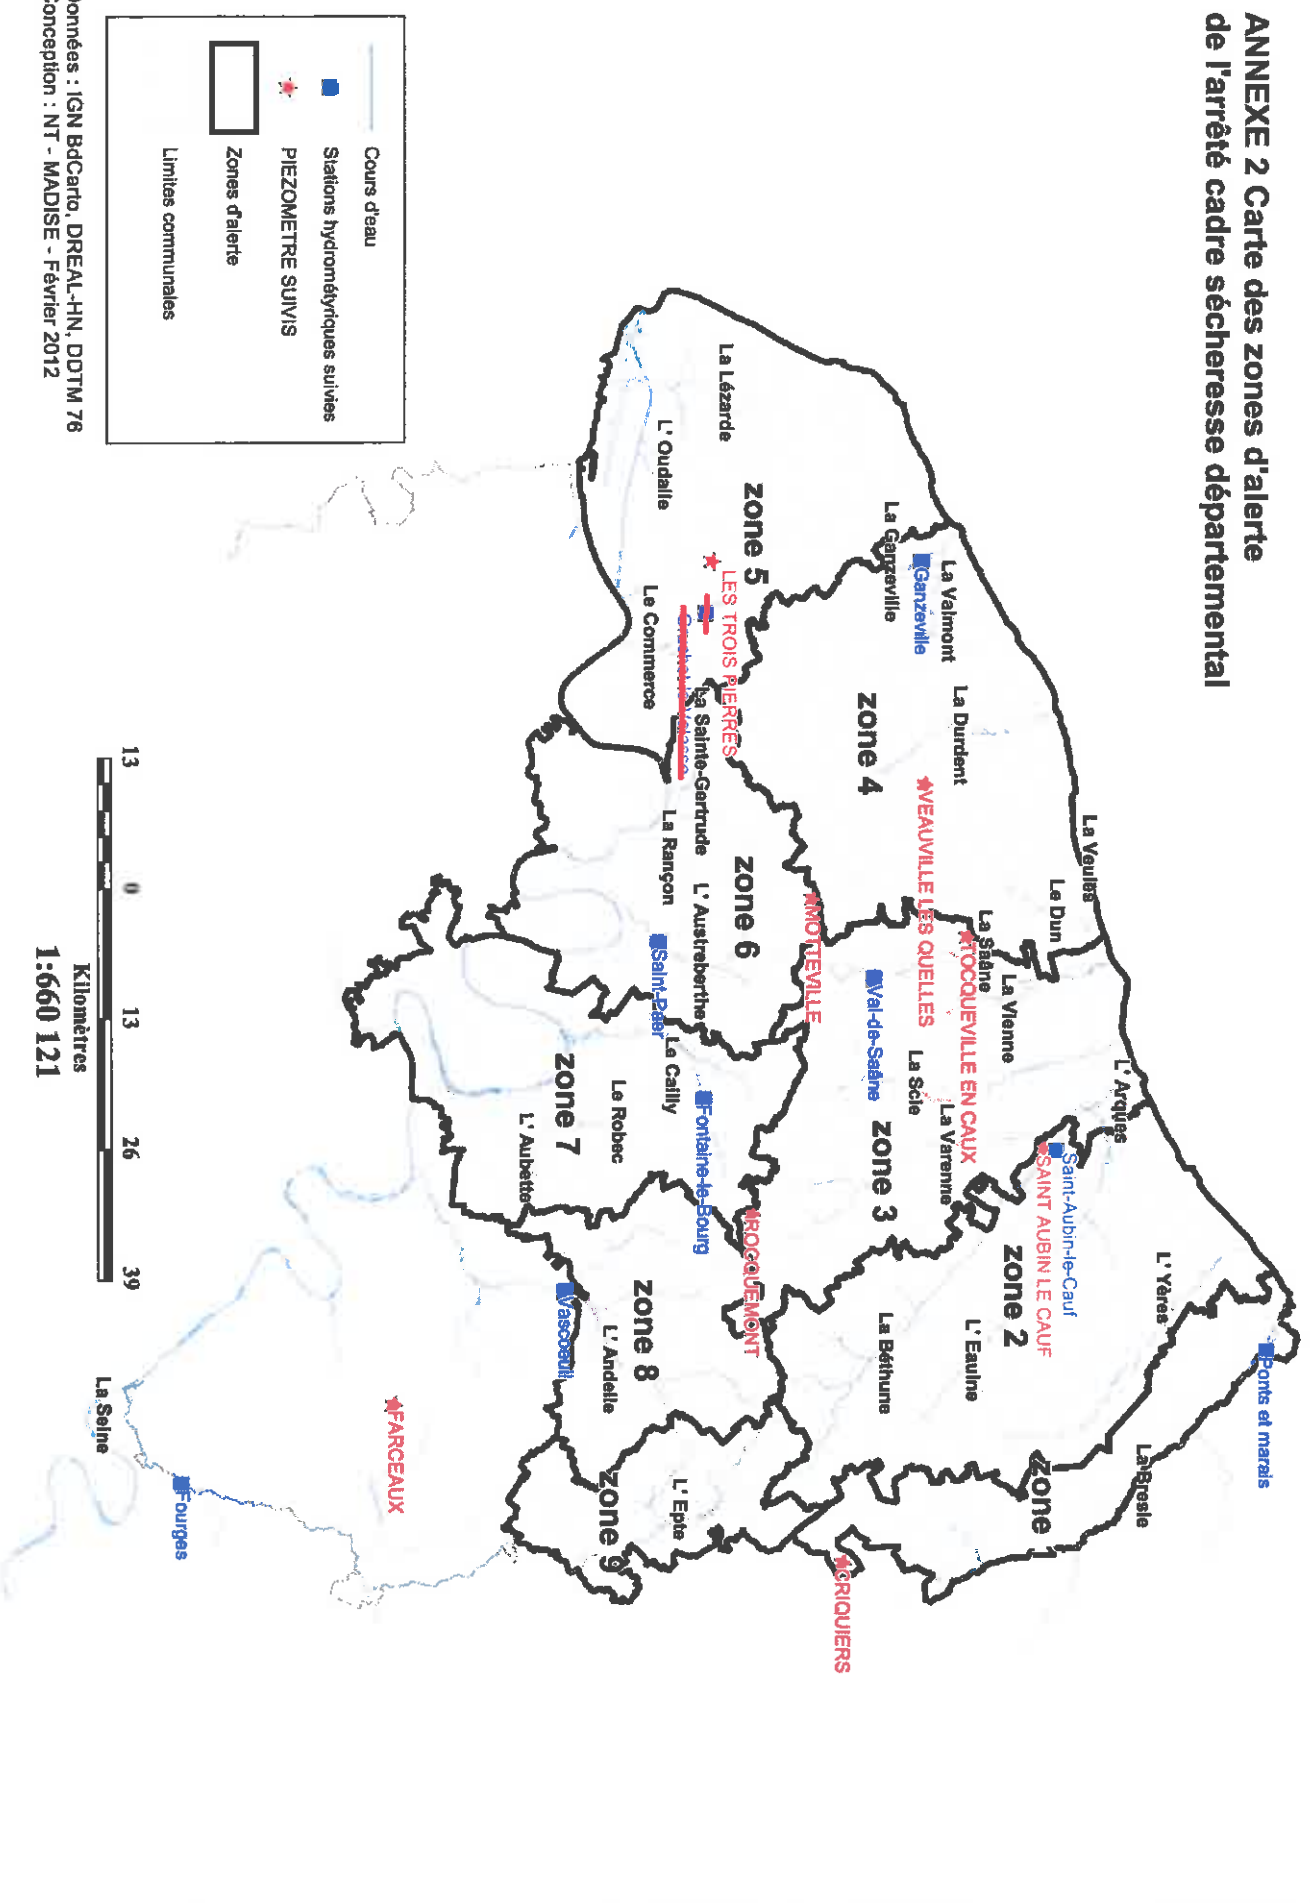 ANNEXE 2 Carte des zones d'alerte
de l'arrêté cadre sécheresse départemental
Ponts et marais
La Bresle
L' Yères
zone 1
L' Arques
Saint-Aubin-le-Cauf
SAINT AUBIN LE CAUF
zone 2
L' Eaulne
La Béthune
La Veules
Le Dun
La Saâne
La Vienne
TOCQUEVILLE EN CAUX
La Varenne
La Scie
Val-de-Saâne
zone 3
La Valmont
La Durdent
Ganzeville
La Ganzeville
VEAUVILLE LES QUELLES
zone 4
MOTTEVILLE
CRIQUIERS
La Lézarde
zone 5
LES TROIS PIERRES
L' Oudalle
Le Commerce
La Sainte-Gertrude
zone 6
L' Austreberthe
La Rançon
Saint-Paer
ROCQUEMONT
Fontaine-le-Bourg
Le Cailly
Le Robec
zone 7
L' Aubette
zone 8
L' Andelle
Vascoeuil
L' Epte
zone 9
FARCEAUX
Fourges
La Seine
Cours d'eau
Stations hydrométyriques suivies
PIEZOMETRE SUIVIS
Zones d'alerte
Limites communales
13 0 13 26 39
Kilomètres
1:660 121
Données : IGN BdCarto, DREAL-HN, DDTM 76
Conception : NT - MADISE - Février 2012